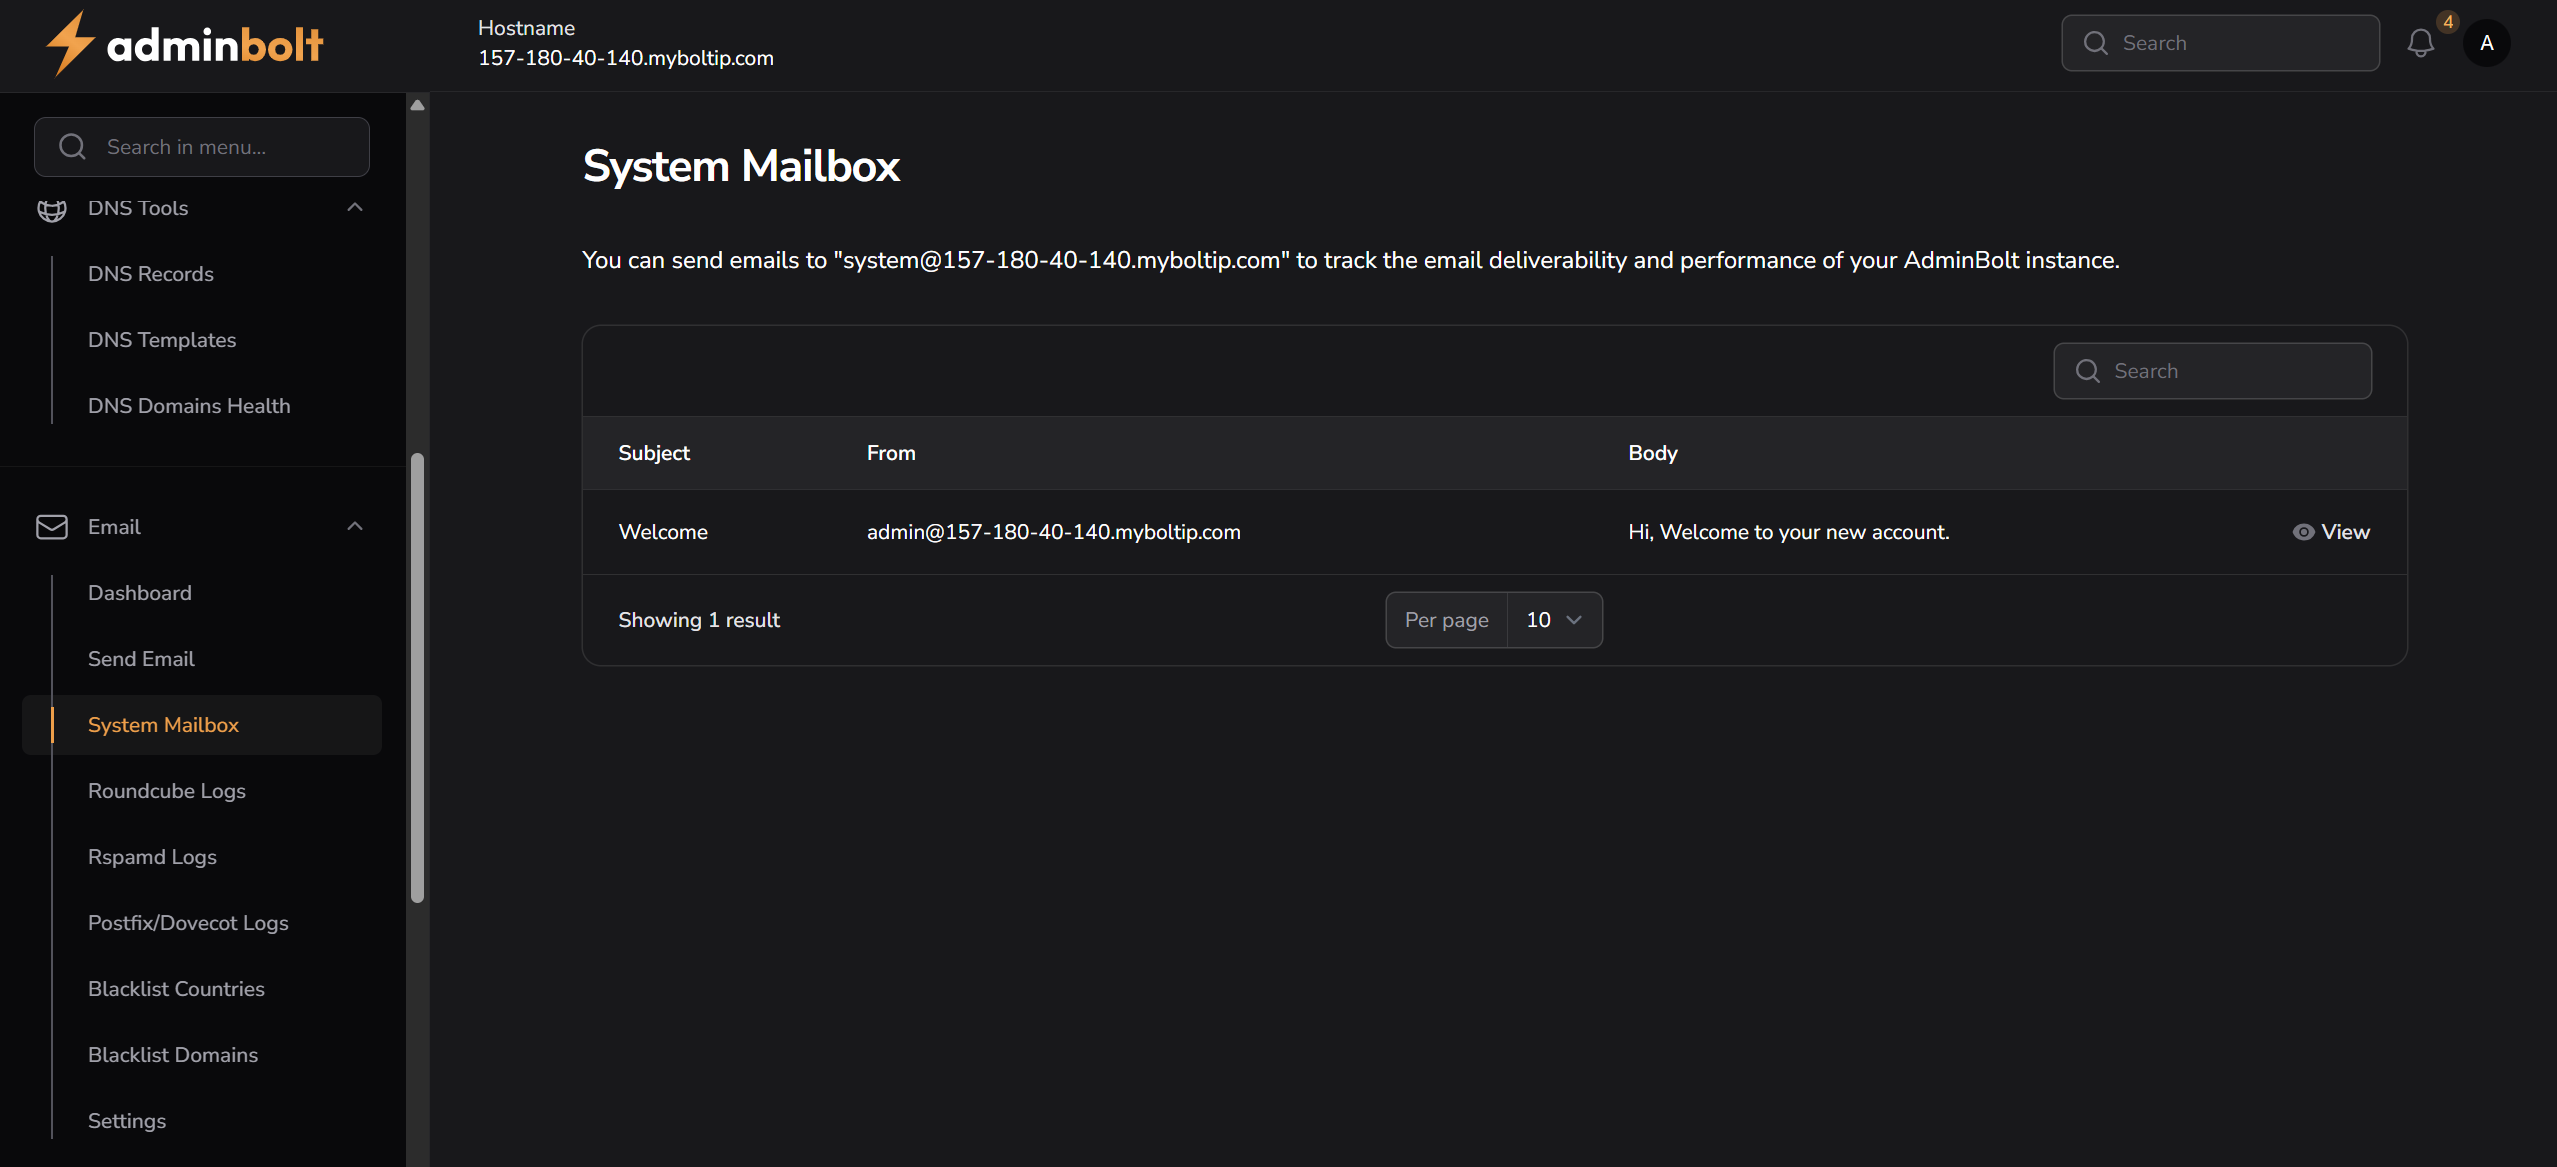 adminbolt
Hostname
157-180-40-140.myboltip.com
Search
4
A
Search in menu...
DNS Tools
DNS Records
DNS Templates
DNS Domains Health
Email
Dashboard
Send Email
System Mailbox
Roundcube Logs
Rspamd Logs
Postfix/Dovecot Logs
Blacklist Countries
Blacklist Domains
Settings
System Mailbox
You can send emails to "system@157-180-40-140.myboltip.com" to track the email deliverability and performance of your AdminBolt instance.
Search
Subject From Body
Welcome admin@157-180-40-140.myboltip.com Hi, Welcome to your new account. View
Showing 1 result Per page 10